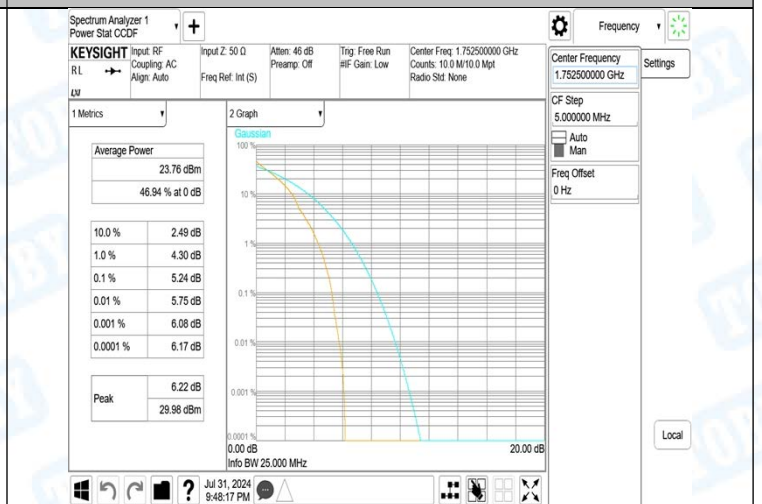 Spectrum Analyzer 1
Power Stat CCDF
+
Frequency
KEYSIGHT
RL
LXI
Input: RF
Coupling: AC
Align: Auto
Input Z: 50 Ω
Freq Ref: Int (S)
Atten: 46 dB
Preamp: Off
Trig: Free Run
#IF Gain: Low
Center Freq: 1.752500000 GHz
Counts: 10.0 M/10.0 Mpt
Radio Std: None
Center Frequency
1.752500000 GHz
Settings
CF Step
5.000000 MHz
Auto
Man
Freq Offset
0 Hz
1 Metrics
Average Power
23.76 dBm
46.94 % at 0 dB
10.0 % 2.49 dB
1.0 % 4.30 dB
0.1 % 5.24 dB
0.01 % 5.75 dB
0.001 % 6.08 dB
0.0001 % 6.17 dB
Peak 6.22 dB
29.98 dBm
2 Graph
Gaussian
100 %
10 %
1 %
0.1 %
0.01 %
0.001 %
0.0001 %
0.00 dB 20.00 dB
Info BW 25.000 MHz
Local
?
Jul 31, 2024
9:48:17 PM